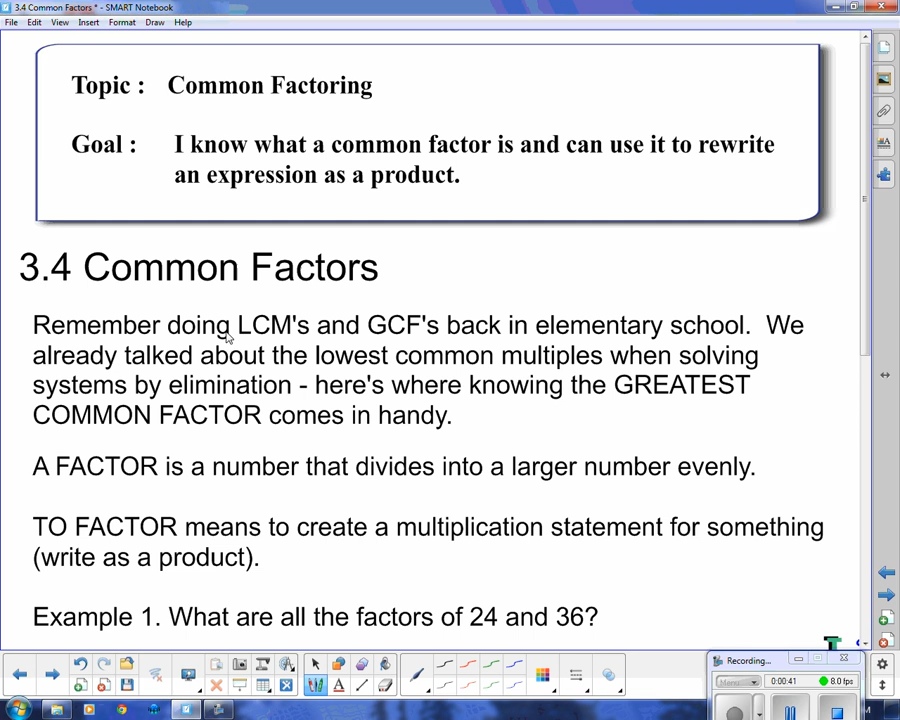 3.4 Common Factors * - SMART Notebook
File Edit View Insert Format Draw Help
Topic : Common Factoring
Goal : I know what a common factor is and can use it to rewrite
an expression as a product.
3.4 Common Factors
Remember doing LCM's and GCF's back in elementary school. We
already talked about the lowest common multiples when solving
systems by elimination - here's where knowing the GREATEST
COMMON FACTOR comes in handy.
A FACTOR is a number that divides into a larger number evenly.
TO FACTOR means to create a multiplication statement for something
(write as a product).
Example 1. What are all the factors of 24 and 36?
Recording...
Menu 0:00:41 8.0 fps